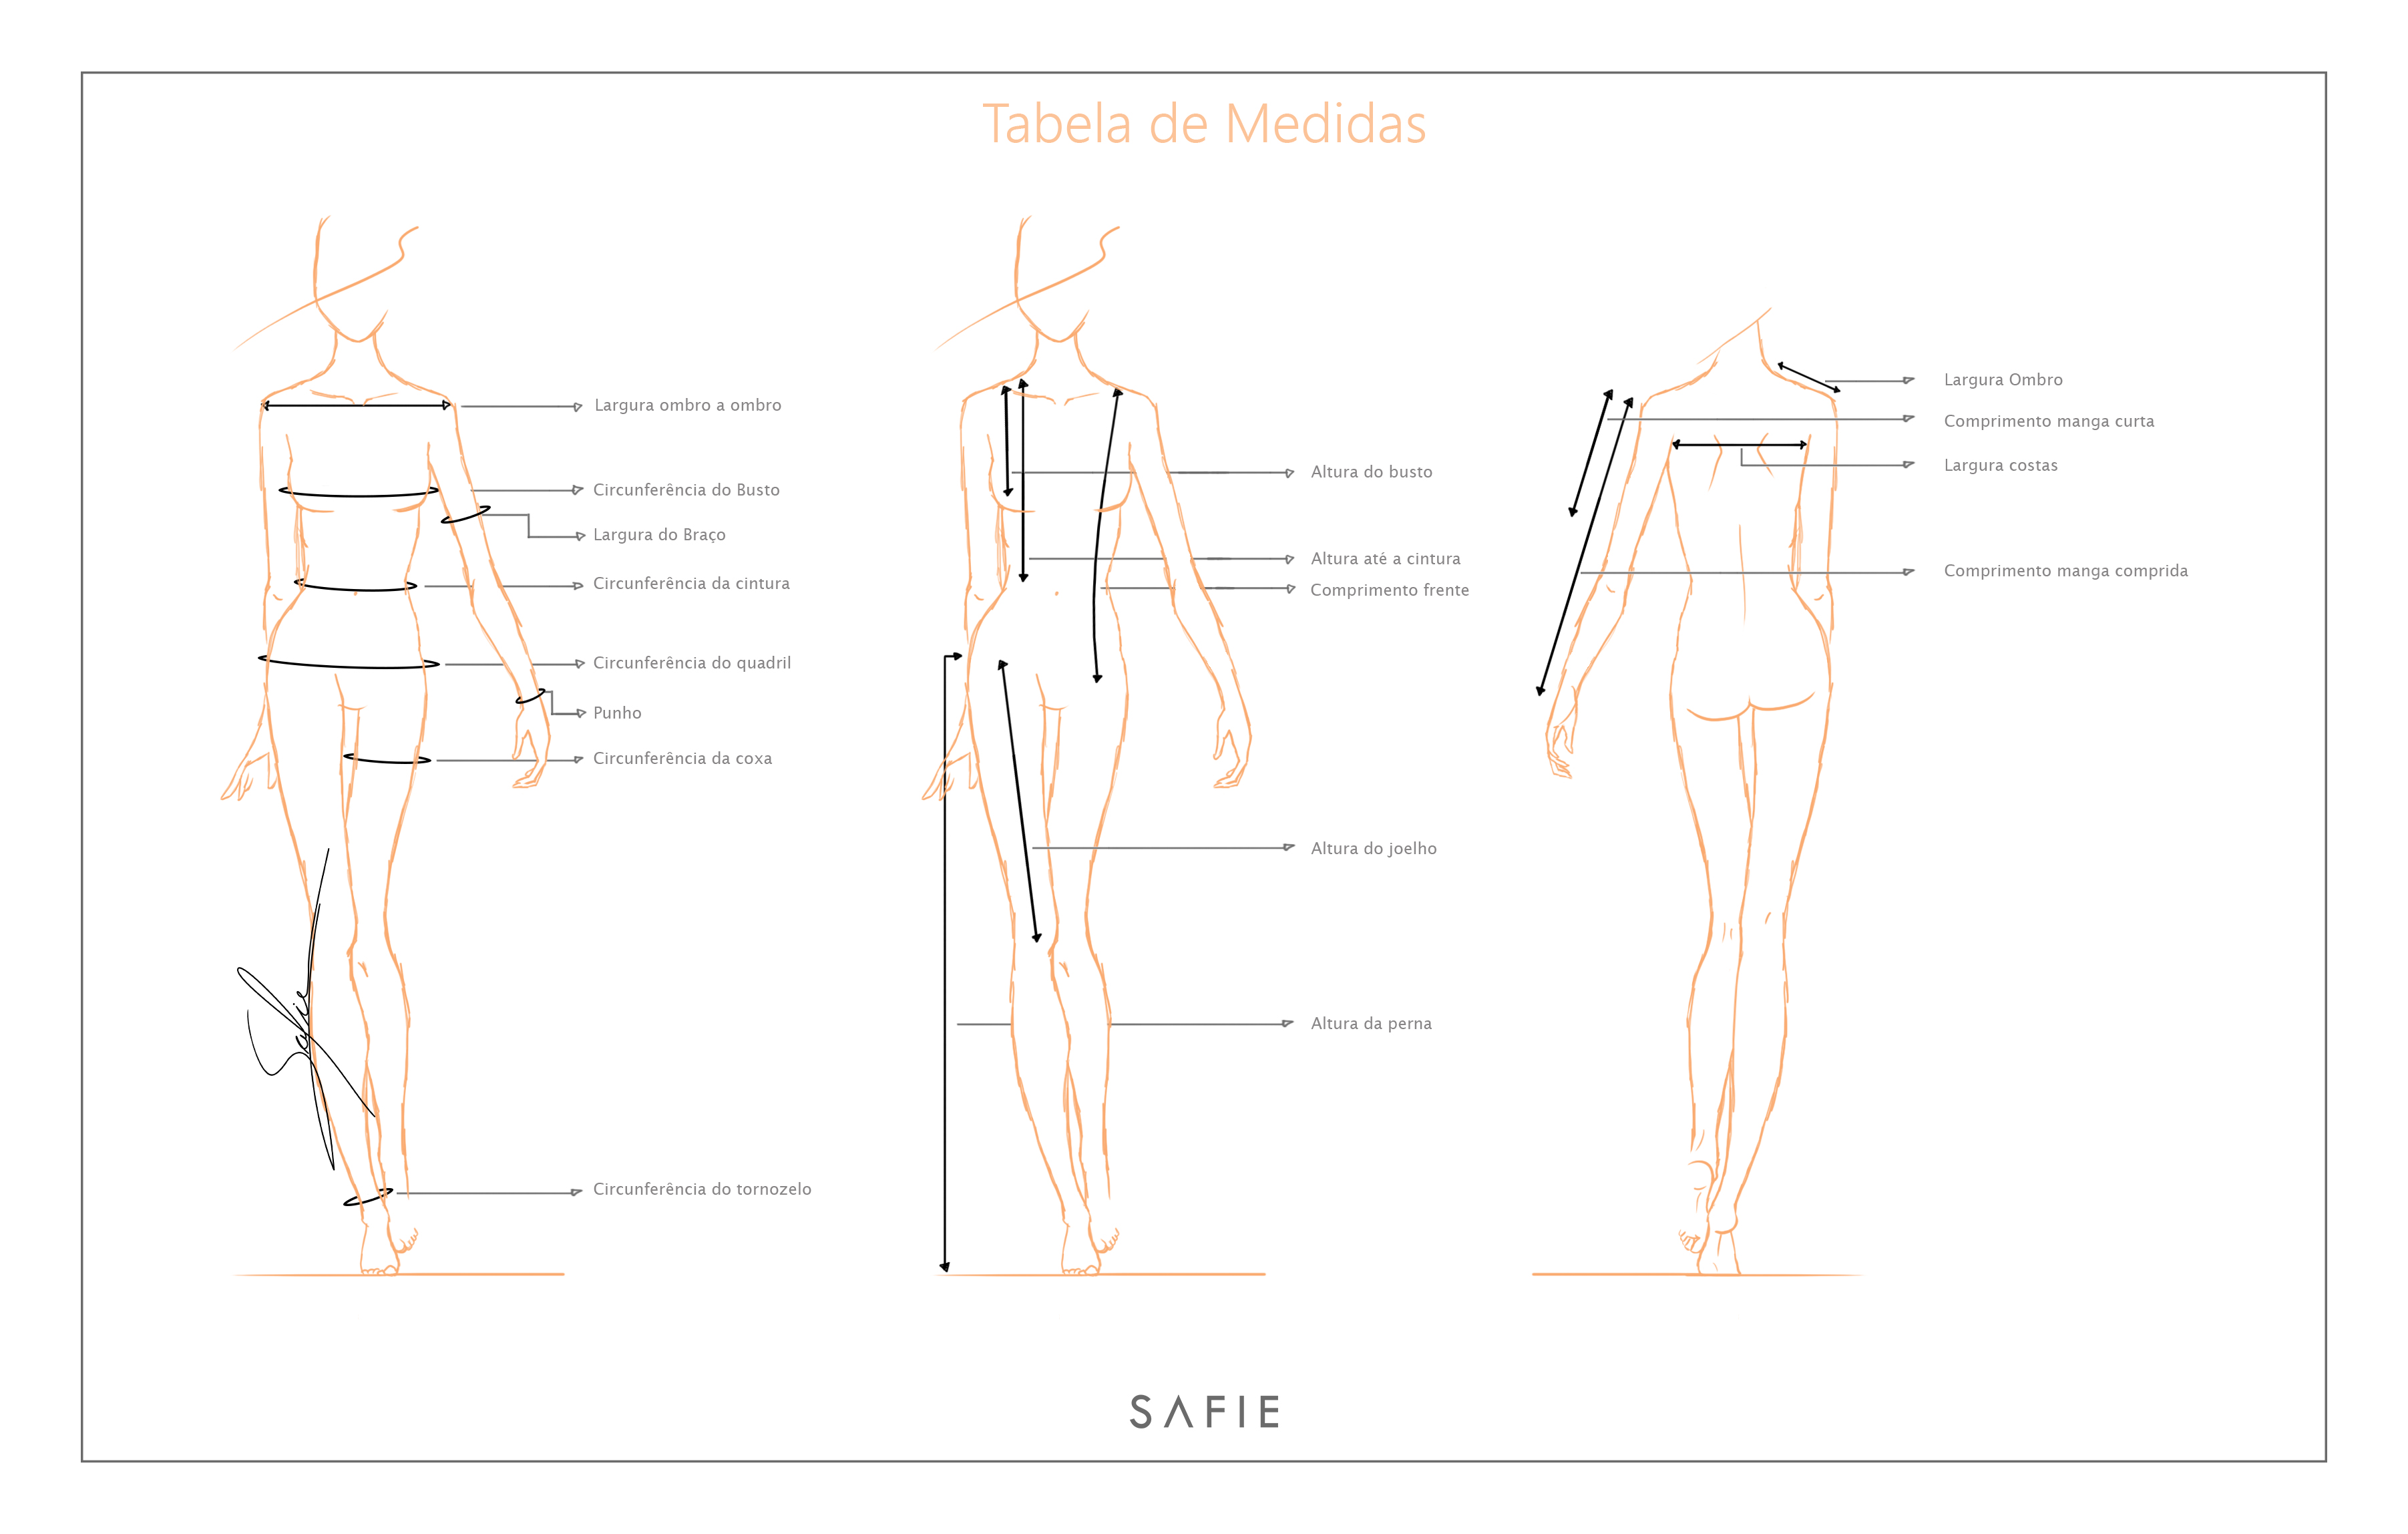 Tabela de Medidas
Largura ombro a ombro
Circunferência do Busto
Largura do Braço
Circunferência da cintura
Circunferência do quadril
Punho
Circunferência da coxa
Circunferência do tornozelo
Altura do busto
Altura até a cintura
Comprimento frente
Altura do joelho
Altura da perna
Largura Ombro
Comprimento manga curta
Largura costas
Comprimento manga comprida
SAFIE